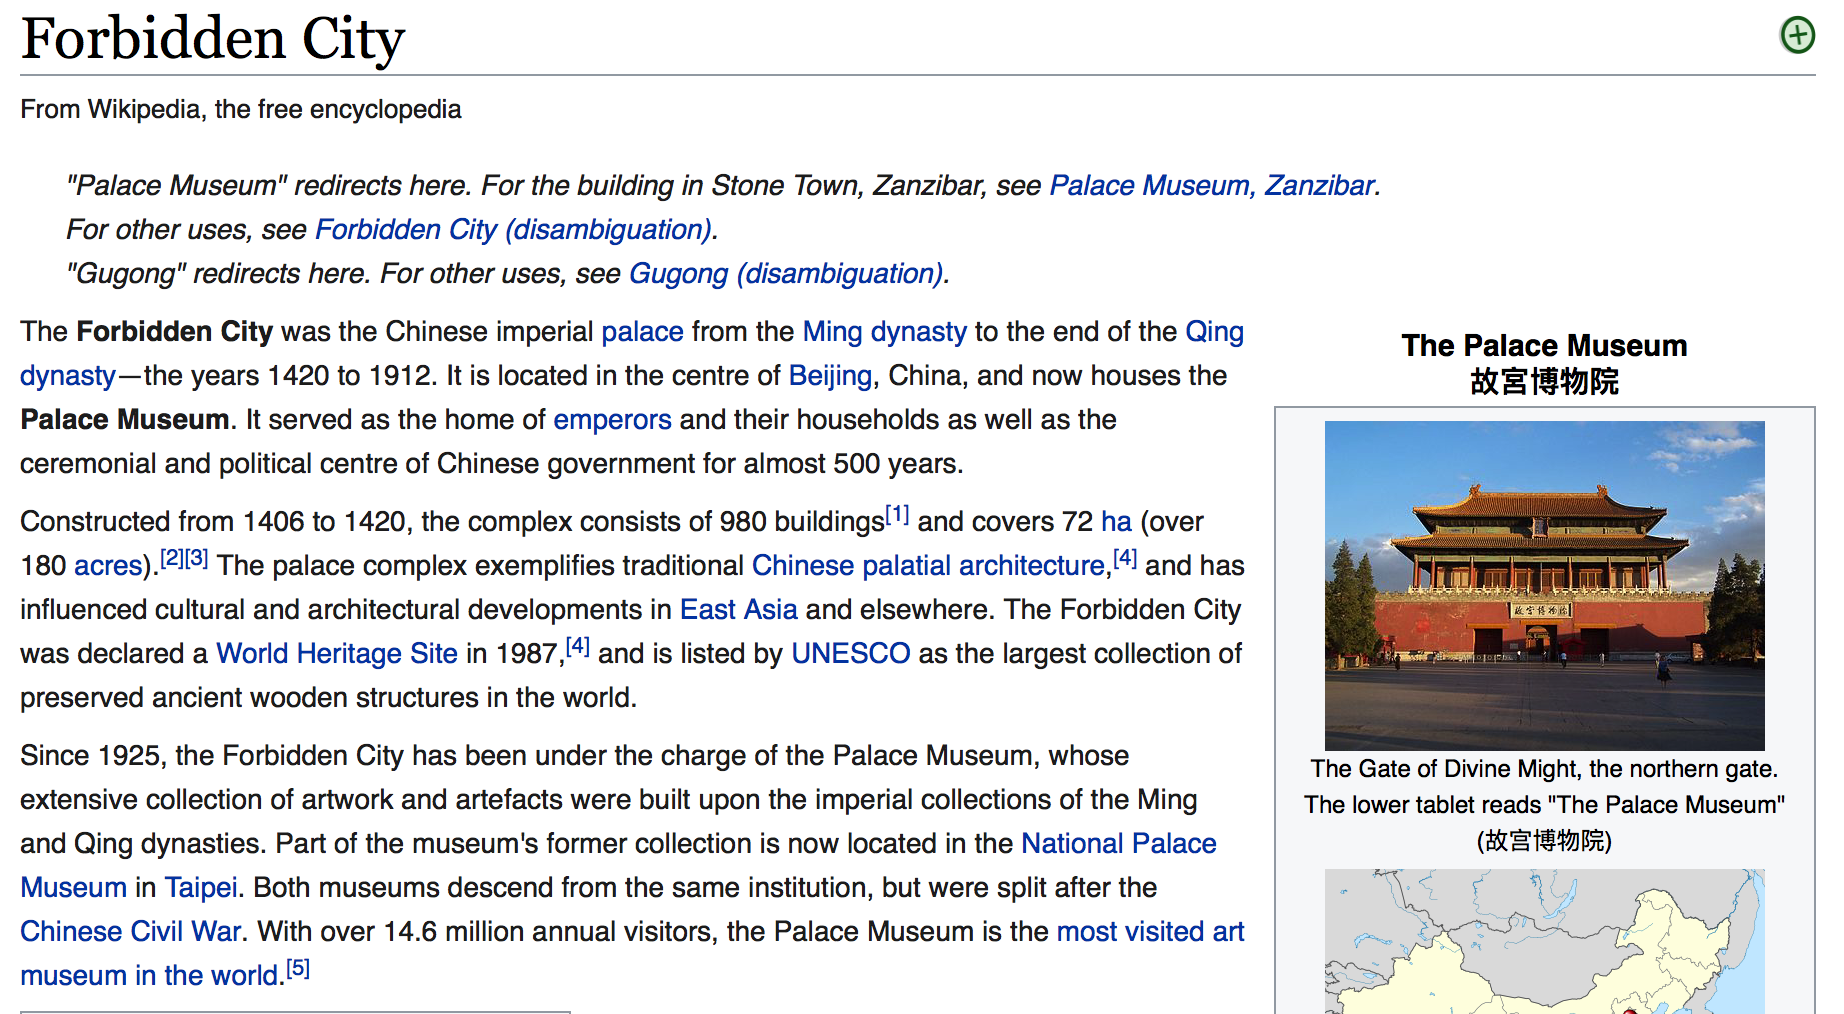 Forbidden City
From Wikipedia, the free encyclopedia
"Palace Museum" redirects here. For the building in Stone Town, Zanzibar, see Palace Museum, Zanzibar.
For other uses, see Forbidden City (disambiguation).
"Gugong" redirects here. For other uses, see Gugong (disambiguation).
The Forbidden City was the Chinese imperial palace from the Ming dynasty to the end of the Qing
dynasty—the years 1420 to 1912. It is located in the centre of Beijing, China, and now houses the
Palace Museum. It served as the home of emperors and their households as well as the
ceremonial and political centre of Chinese government for almost 500 years.
Constructed from 1406 to 1420, the complex consists of 980 buildings[1] and covers 72 ha (over
180 acres).[2][3] The palace complex exemplifies traditional Chinese palatial architecture,[4] and has
influenced cultural and architectural developments in East Asia and elsewhere. The Forbidden City
was declared a World Heritage Site in 1987,[4] and is listed by UNESCO as the largest collection of
preserved ancient wooden structures in the world.
Since 1925, the Forbidden City has been under the charge of the Palace Museum, whose
extensive collection of artwork and artefacts were built upon the imperial collections of the Ming
and Qing dynasties. Part of the museum's former collection is now located in the National Palace
Museum in Taipei. Both museums descend from the same institution, but were split after the
Chinese Civil War. With over 14.6 million annual visitors, the Palace Museum is the most visited art
museum in the world.[5]
The Palace Museum
故宫博物院
故宫博物院
The Gate of Divine Might, the northern gate.
The lower tablet reads "The Palace Museum"
(故宫博物院)